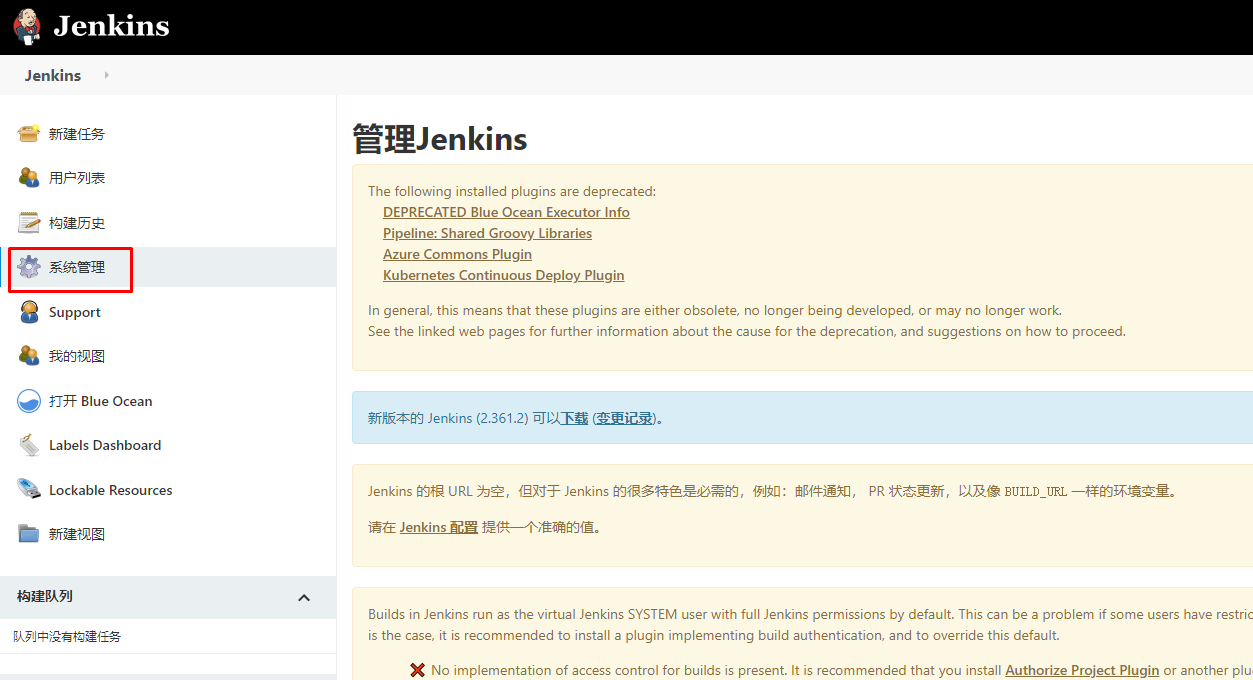 Jenkins
Jenkins
新建任务
用户列表
构建历史
系统管理
Support
我的视图
打开 Blue Ocean
Labels Dashboard
Lockable Resources
新建视图
构建队列
队列中没有构建任务
管理Jenkins
The following installed plugins are deprecated:
DEPRECATED Blue Ocean Executor Info
Pipeline: Shared Groovy Libraries
Azure Commons Plugin
Kubernetes Continuous Deploy Plugin
In general, this means that these plugins are either obsolete, no longer being developed, or may no longer work.
See the linked web pages for further information about the cause for the deprecation, and suggestions on how to proceed.
新版本的 Jenkins (2.361.2) 可以下载 (变更记录)。
Jenkins 的根 URL 为空，但对于 Jenkins 的很多特色是必需的，例如：邮件通知， PR 状态更新，以及像 BUILD_URL 一样的环境变量。
请在 Jenkins 配置 提供一个准确的值。
Builds in Jenkins run as the virtual Jenkins SYSTEM user with full Jenkins permissions by default. This can be a problem if some users have restric
is the case, it is recommended to install a plugin implementing build authentication, and to override this default.
No implementation of access control for builds is present. It is recommended that you install Authorize Project Plugin or another plu